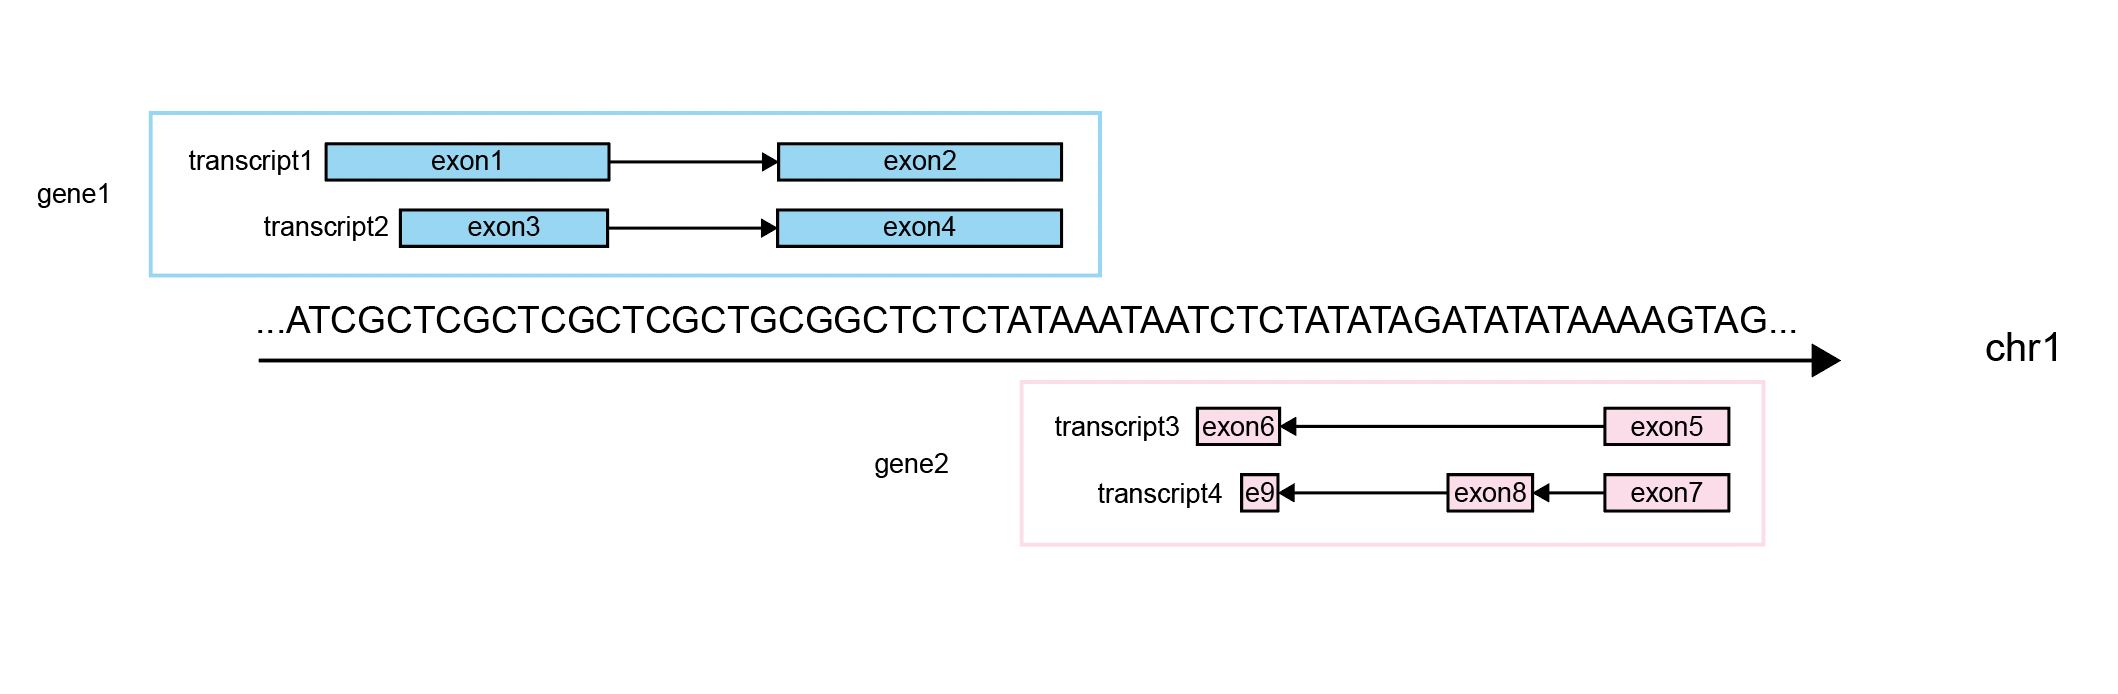 transcript1 exon1 exon2
gene1
transcript2 exon3 exon4
...ATCGCTCGCTCGCTCGCTGCGGCTCTCTATAAATAATCTCTATATAGATATATAAAAGTAG...
chr1
transcript3 exon6 exon5
gene2
transcript4 e9 exon8 exon7